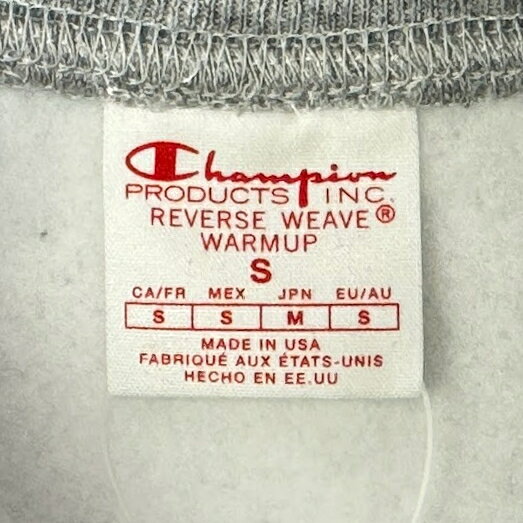 Champion
PRODUCTS INC.
REVERSE WEAVE®
WARMUP
S
CA/FR MEX JPN EU/AU
S S M S
MADE IN USA
FABRIQUÉ AUX ÉTATS-UNIS
HECHO EN EE.UU